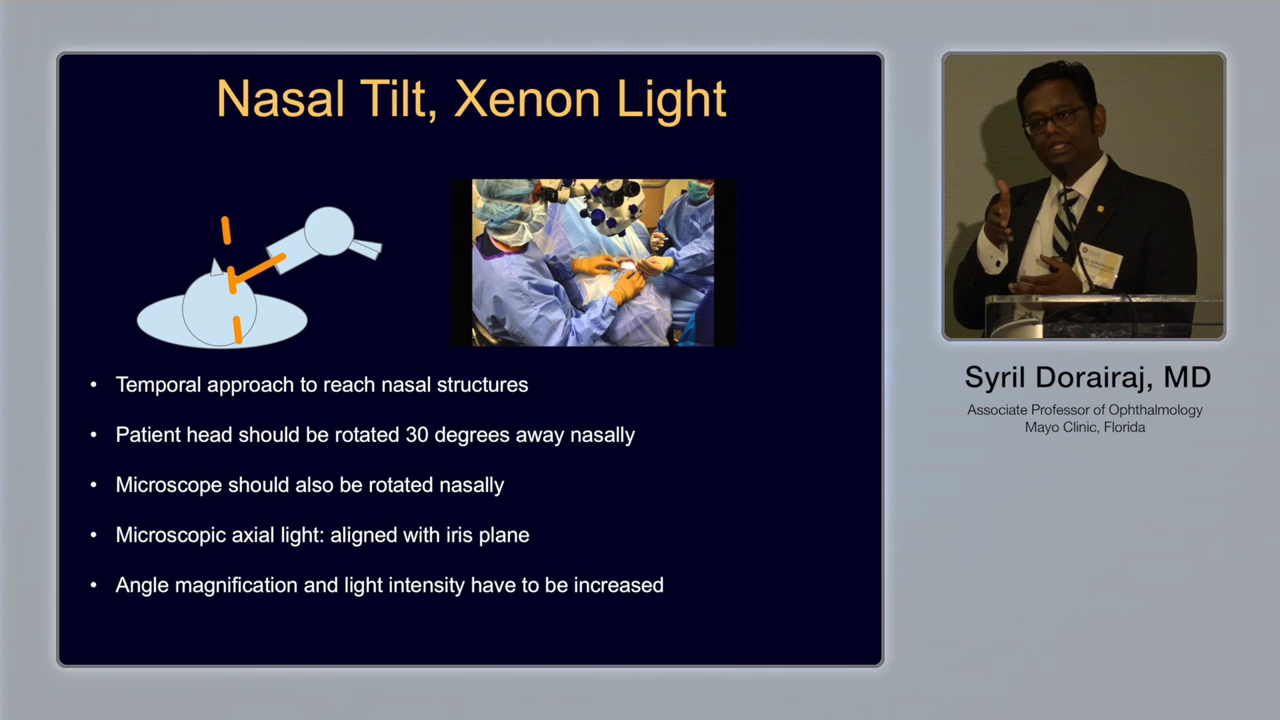 Nasal Tilt, Xenon Light
• Temporal approach to reach nasal structures
• Patient head should be rotated 30 degrees away nasally
• Microscope should also be rotated nasally
• Microscopic axial light: aligned with iris plane
• Angle magnification and light intensity have to be increased
Syril Dorairaj, MD
Associate Professor of Ophthalmology
Mayo Clinic, Florida